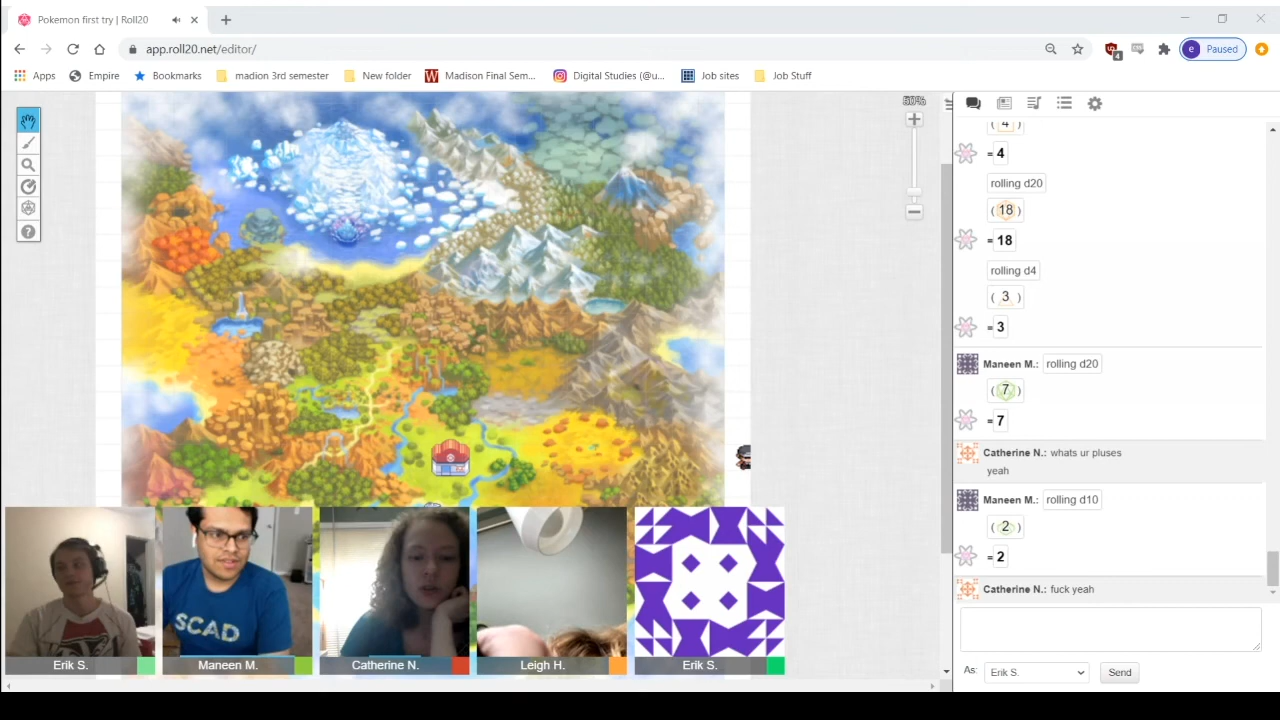 Pokemon first try | Roll20
app.roll20.net/editor/
4
e Paused
Apps Empire Bookmarks madion 3rd semester New folder Madison Final Sem... Digital Studies (@u... Job sites Job Stuff
60%
( 4 )
= 4
rolling d20
( 18 )
= 18
rolling d4
( 3 )
= 3
Maneen M.: rolling d20
( 7 )
= 7
Catherine N.: whats ur pluses
yeah
Maneen M.: rolling d10
( 2 )
= 2
Catherine N.: fuck yeah
As: Erik S. Send
SCAD
Erik S. Maneen M. Catherine N. Leigh H. Erik S.